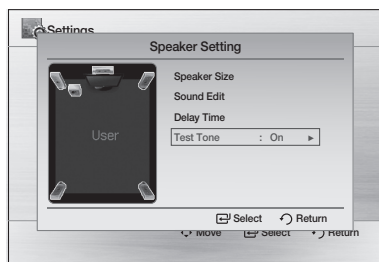 Settings
Speaker Setting
User
Speaker Size
Sound Edit
Delay Time
Test Tone : On ►
Select Return
Move Select Return